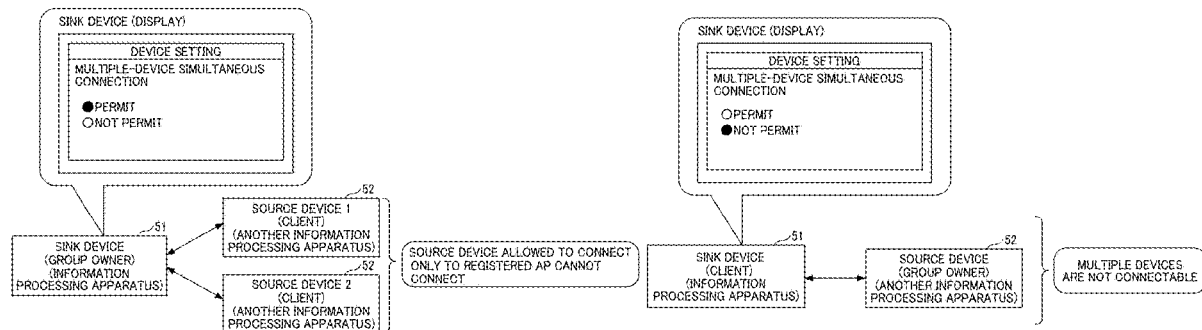 SINK DEVICE (DISPLAY)
DEVICE SETTING
MULTIPLE-DEVICE SIMULTANEOUS
CONNECTION
●PERMIT
○NOT PERMIT
51
SINK DEVICE
(GROUP OWNER)
(INFORMATION
PROCESSING APPARATUS)
52
SOURCE DEVICE 1
(CLIENT)
(ANOTHER INFORMATION
PROCESSING APPARATUS)
52
SOURCE DEVICE 2
(CLIENT)
(ANOTHER INFORMATION
PROCESSING APPARATUS)
SOURCE DEVICE ALLOWED TO CONNECT
ONLY TO REGISTERED AP CANNOT
CONNECT
SINK DEVICE (DISPLAY)
DEVICE SETTING
MULTIPLE-DEVICE SIMULTANEOUS
CONNECTION
○PERMIT
●NOT PERMIT
51
SINK DEVICE
(CLIENT)
(INFORMATION
PROCESSING APPARATUS)
52
SOURCE DEVICE
(GROUP OWNER)
(ANOTHER INFORMATION
PROCESSING APPARATUS)
MULTIPLE DEVICES
ARE NOT CONNECTABLE